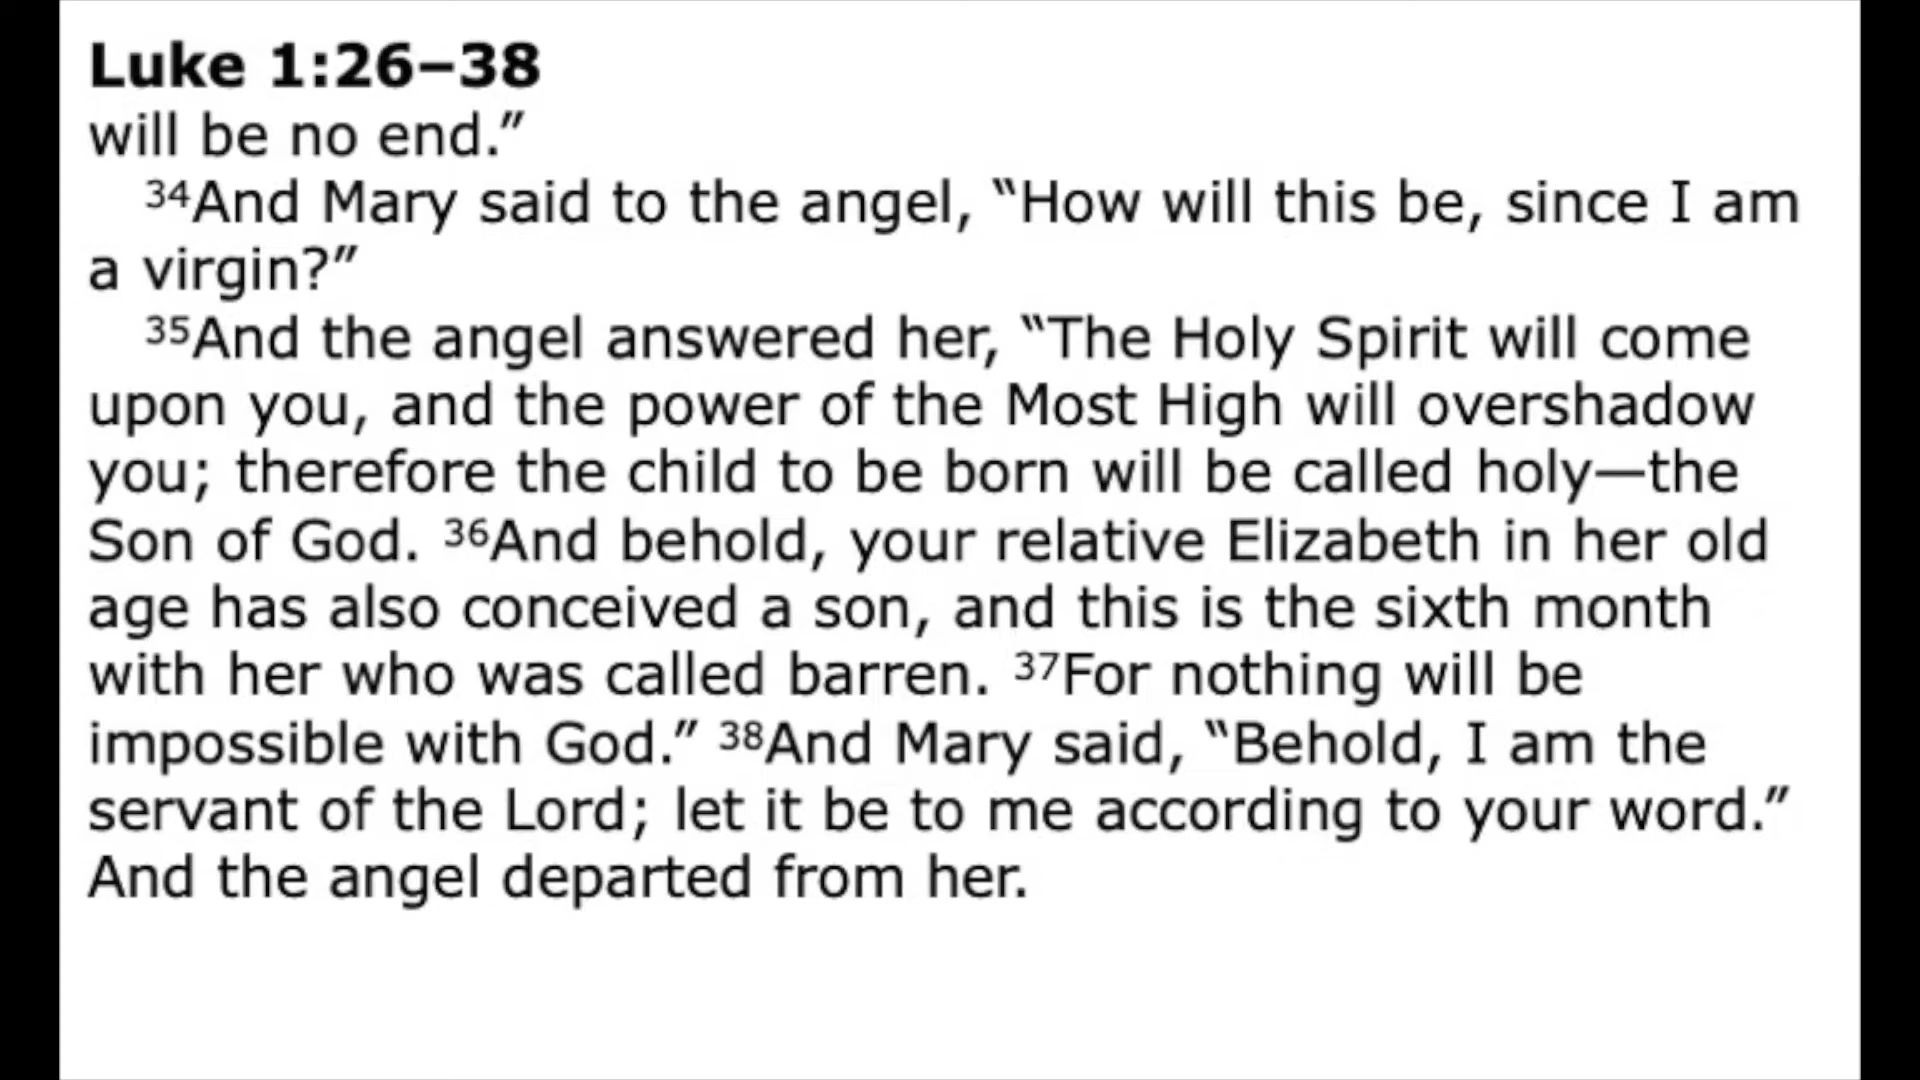 Luke 1:26–38
will be no end.”
³⁴And Mary said to the angel, “How will this be, since I am
a virgin?”
³⁵And the angel answered her, “The Holy Spirit will come
upon you, and the power of the Most High will overshadow
you; therefore the child to be born will be called holy—the
Son of God. ³⁶And behold, your relative Elizabeth in her old
age has also conceived a son, and this is the sixth month
with her who was called barren. ³⁷For nothing will be
impossible with God.” ³⁸And Mary said, “Behold, I am the
servant of the Lord; let it be to me according to your word.”
And the angel departed from her.